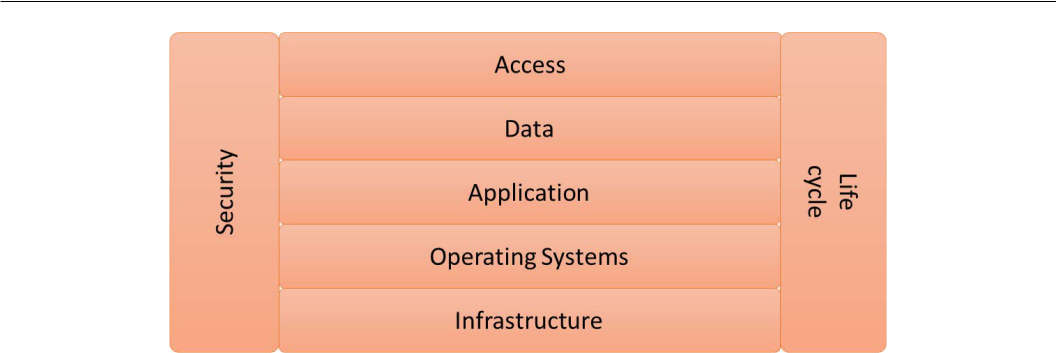 Security
Access
Data
Application
Operating Systems
Infrastructure
Life
cycle